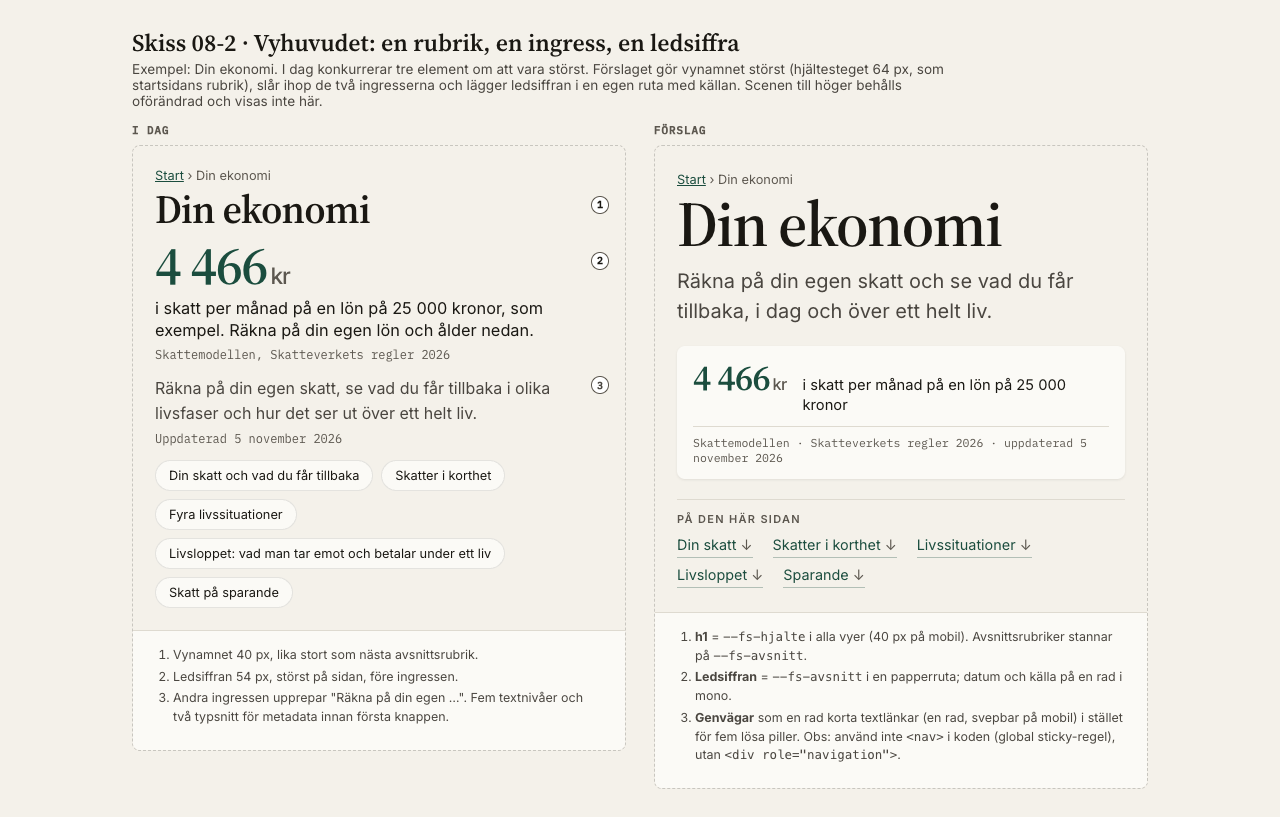 Skiss 08-2 · Vyhuvudet: en rubrik, en ingress, en ledsiffra
Exempel: Din ekonomi. I dag konkurrerar tre element om att vara störst. Förslaget gör vynamnet störst (hjältesteget 64 px, som
startsidans rubrik), slår ihop de två ingresserna och lägger ledsiffran i en egen ruta med källan. Scenen till höger behålls
oförändrad och visas inte här.
I DAG
Start › Din ekonomi
Din ekonomi
1
4 466 kr
2
i skatt per månad på en lön på 25 000 kronor, som
exempel. Räkna på din egen lön och ålder nedan.
Skattemodellen, Skatteverkets regler 2026
Räkna på din egen skatt, se vad du får tillbaka i olika
3
livsfaser och hur det ser ut över ett helt liv.
Uppdaterad 5 november 2026
Din skatt och vad du får tillbaka
Skatter i korthet
Fyra livssituationer
Livsloppet: vad man tar emot och betalar under ett liv
Skatt på sparande
1. Vynamnet 40 px, lika stort som nästa avsnittsrubrik.
2. Ledsiffran 54 px, störst på sidan, före ingressen.
3. Andra ingressen upprepar "Räkna på din egen …". Fem textnivåer och
två typsnitt för metadata innan första knappen.
FÖRSLAG
Start › Din ekonomi
Din ekonomi
Räkna på din egen skatt och se vad du får
tillbaka, i dag och över ett helt liv.
4 466 kr i skatt per månad på en lön på 25 000
kronor
Skattemodellen · Skatteverkets regler 2026 · uppdaterad 5
november 2026
PÅ DEN HÄR SIDAN
Din skatt ↓ Skatter i korthet ↓ Livssituationer ↓
Livsloppet ↓ Sparande ↓
1. h1 = --fs-hjalte i alla vyer (40 px på mobil). Avsnittsrubriker stannar
på --fs-avsnitt.
2. Ledsiffran = --fs-avsnitt i en papperruta; datum och källa på en rad i
mono.
3. Genvägar som en rad korta textlänkar (en rad, svepbar på mobil) i stället
för fem lösa piller. Obs: använd inte <nav> i koden (global sticky-regel),
utan <div role="navigation">.